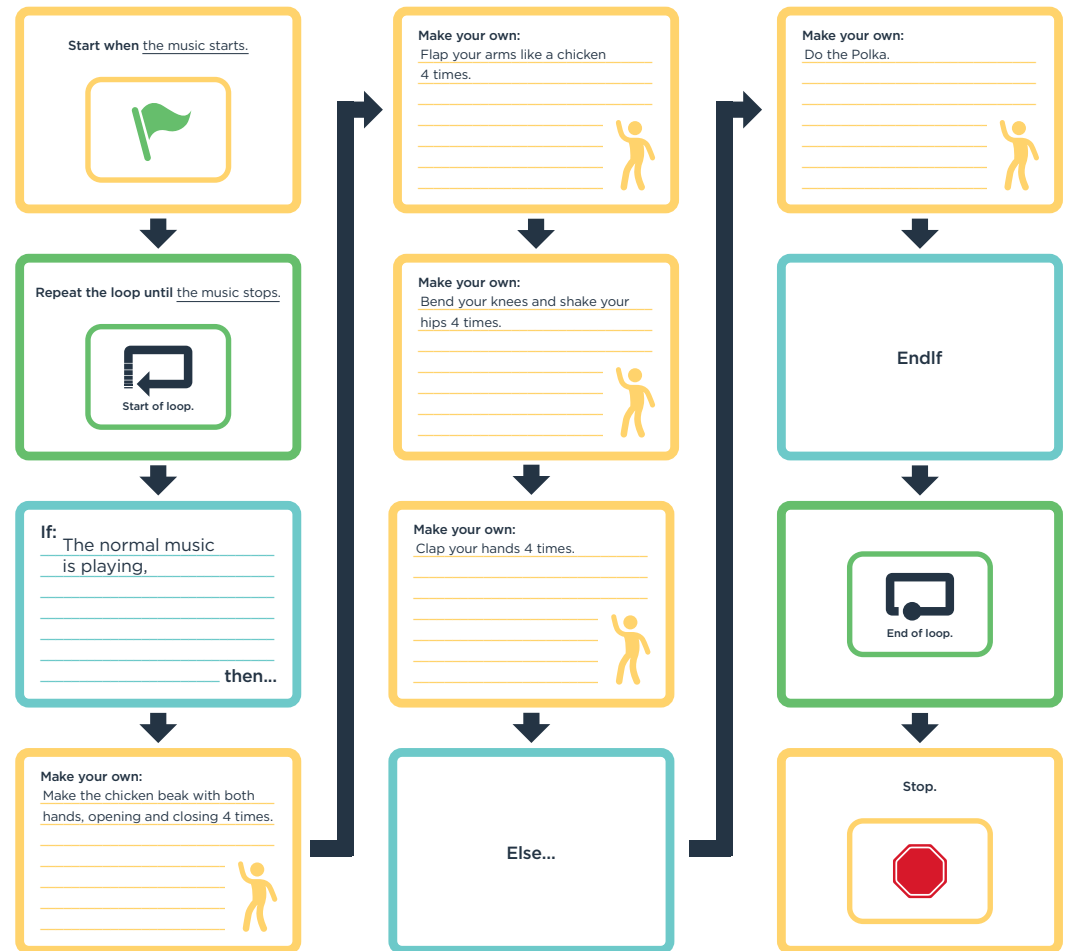 Start when the music starts.
Repeat the loop until the music stops.
Start of loop.
If:
The normal music
is playing,
then...
Make your own:
Make the chicken beak with both
hands, opening and closing 4 times.
Make your own:
Flap your arms like a chicken
4 times.
Make your own:
Bend your knees and shake your
hips 4 times.
Make your own:
Clap your hands 4 times.
Else...
Make your own:
Do the Polka.
EndIf
End of loop.
Stop.